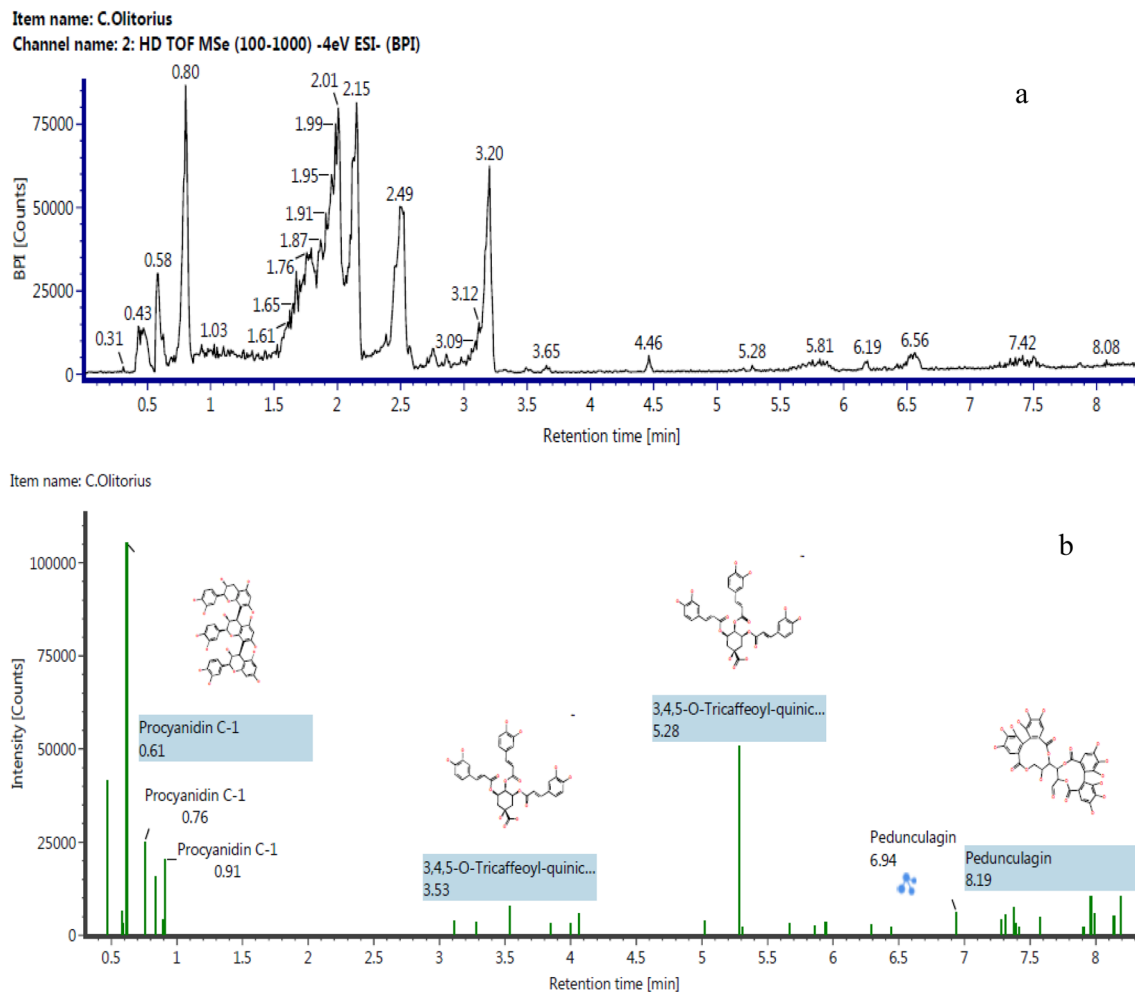 Item name: C.Olitorius
Channel name: 2: HD TOF MSe (100-1000) -4eV ESI- (BPI)
a
BPI [Counts]
75000
50000
25000
0
0.31
0.43
0.58
0.80
1.03
1.61
1.65
1.76
1.87
1.91
1.95
1.99
2.01
2.15
2.49
3.09
3.12
3.20
3.65
4.46
5.28
5.81
6.19
6.56
7.42
8.08
0.5 1 1.5 2 2.5 3 3.5 4 4.5 5 5.5 6 6.5 7 7.5 8
Retention time [min]
Item name: C.Olitorius
b
Intensity [Counts]
100000
75000
50000
25000
0
Procyanidin C-1
0.61
Procyanidin C-1
0.76
Procyanidin C-1
0.91
3,4,5-O-Tricaffeoyl-quinic...
3.53
3,4,5-O-Tricaffeoyl-quinic...
5.28
Pedunculagin
6.94
Pedunculagin
8.19
0.5 1 1.5 2 2.5 3 3.5 4 4.5 5 5.5 6 6.5 7 7.5 8
Retention time [min]